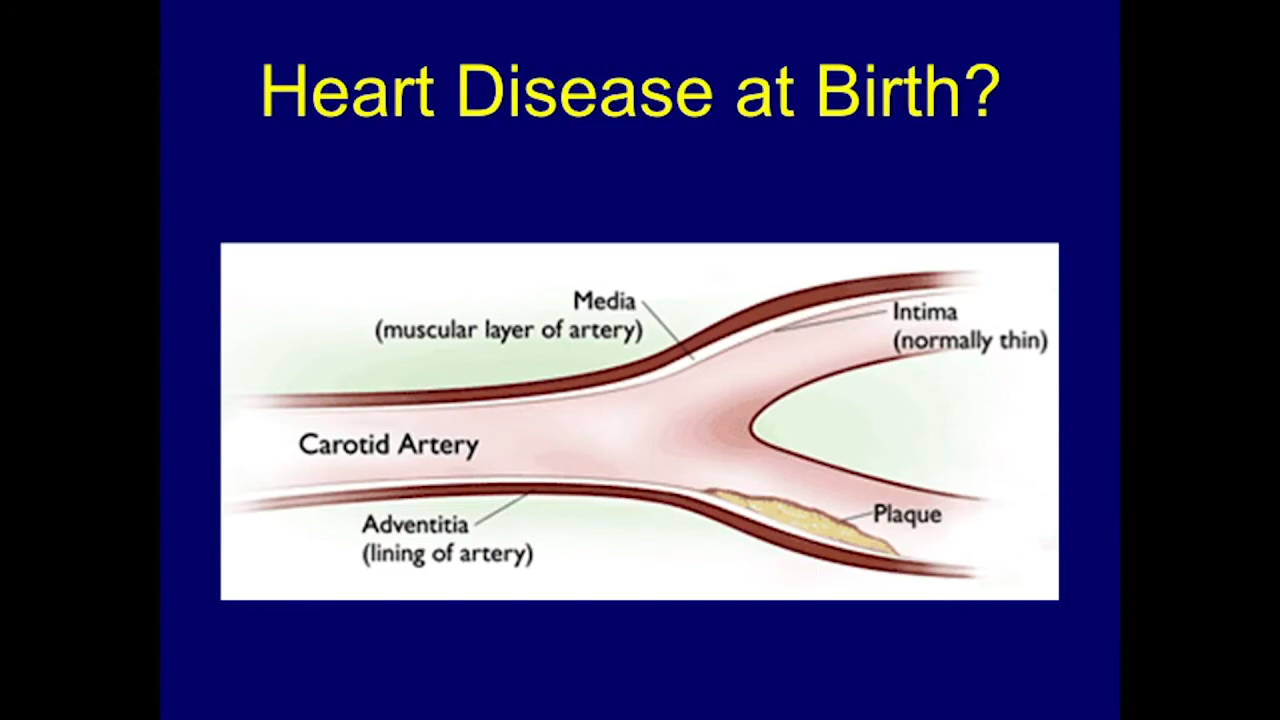 Heart Disease at Birth?
Media
(muscular layer of artery)
Intima
(normally thin)
Carotid Artery
Adventitia
(lining of artery)
Plaque